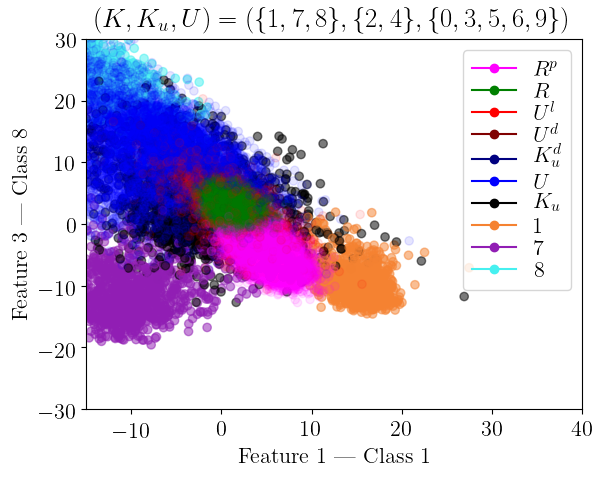 (K, K_u, U) = ({1, 7, 8}, {2, 4}, {0, 3, 5, 6, 9})
30
20
10
0
−10
−20
−30
Feature 3 — Class 8
R^p
R
U^l
U^d
K_u^d
U
K_u
1
7
8
−10
0
10
20
30
40
Feature 1 — Class 1